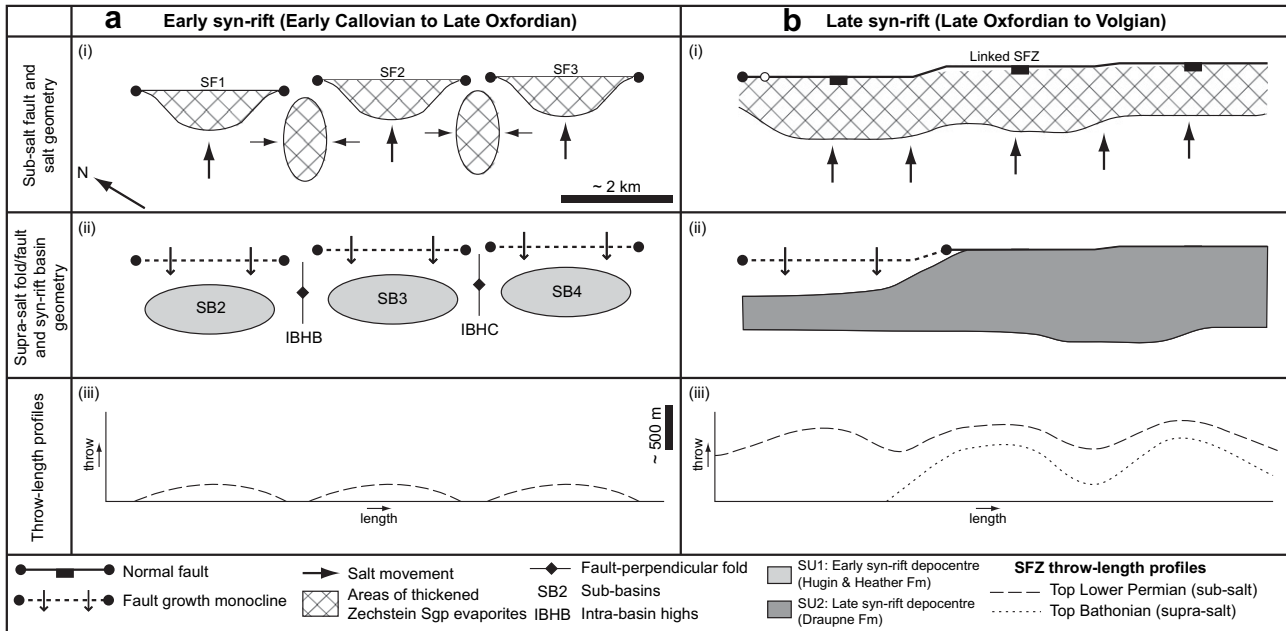 a Early syn-rift (Early Callovian to Late Oxfordian)
b Late syn-rift (Late Oxfordian to Volgian)
Sub-salt fault and
salt geometry
(i)
SF1
SF2
SF3
N
~ 2 km
(i)
Linked SFZ
Supra-salt fold/fault
and syn-rift basin
geometry
(ii)
SB2
SB3
SB4
IBHB
IBHC
(ii)
Throw-length profiles
(iii)
throw
length
~ 500 m
(iii)
throw
length
Normal fault
Fault growth monocline
Salt movement
Areas of thickened
Zechstein Sgp evaporites
Fault-perpendicular fold
SB2 Sub-basins
IBHB Intra-basin highs
SU1: Early syn-rift depocentre
(Hugin & Heather Fm)
SU2: Late syn-rift depocentre
(Draupne Fm)
SFZ throw-length profiles
Top Lower Permian (sub-salt)
Top Bathonian (supra-salt)